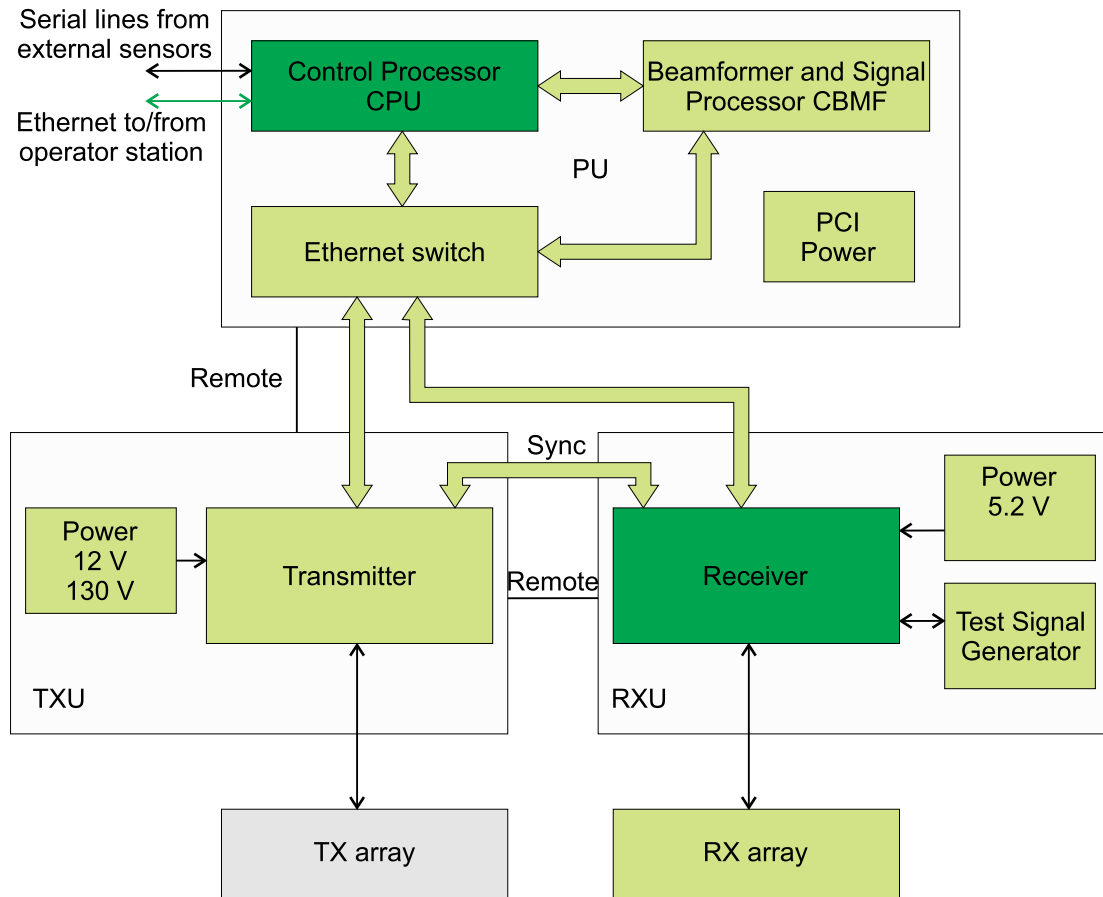 Serial lines from
external sensors
Ethernet to/from
operator station
Control Processor
CPU
Beamformer and Signal
Processor CBMF
PU
Ethernet switch
PCI
Power
Remote
Sync
Power
12 V
130 V
Transmitter
Remote
Receiver
Power
5.2 V
Test Signal
Generator
TXU
RXU
TX array
RX array